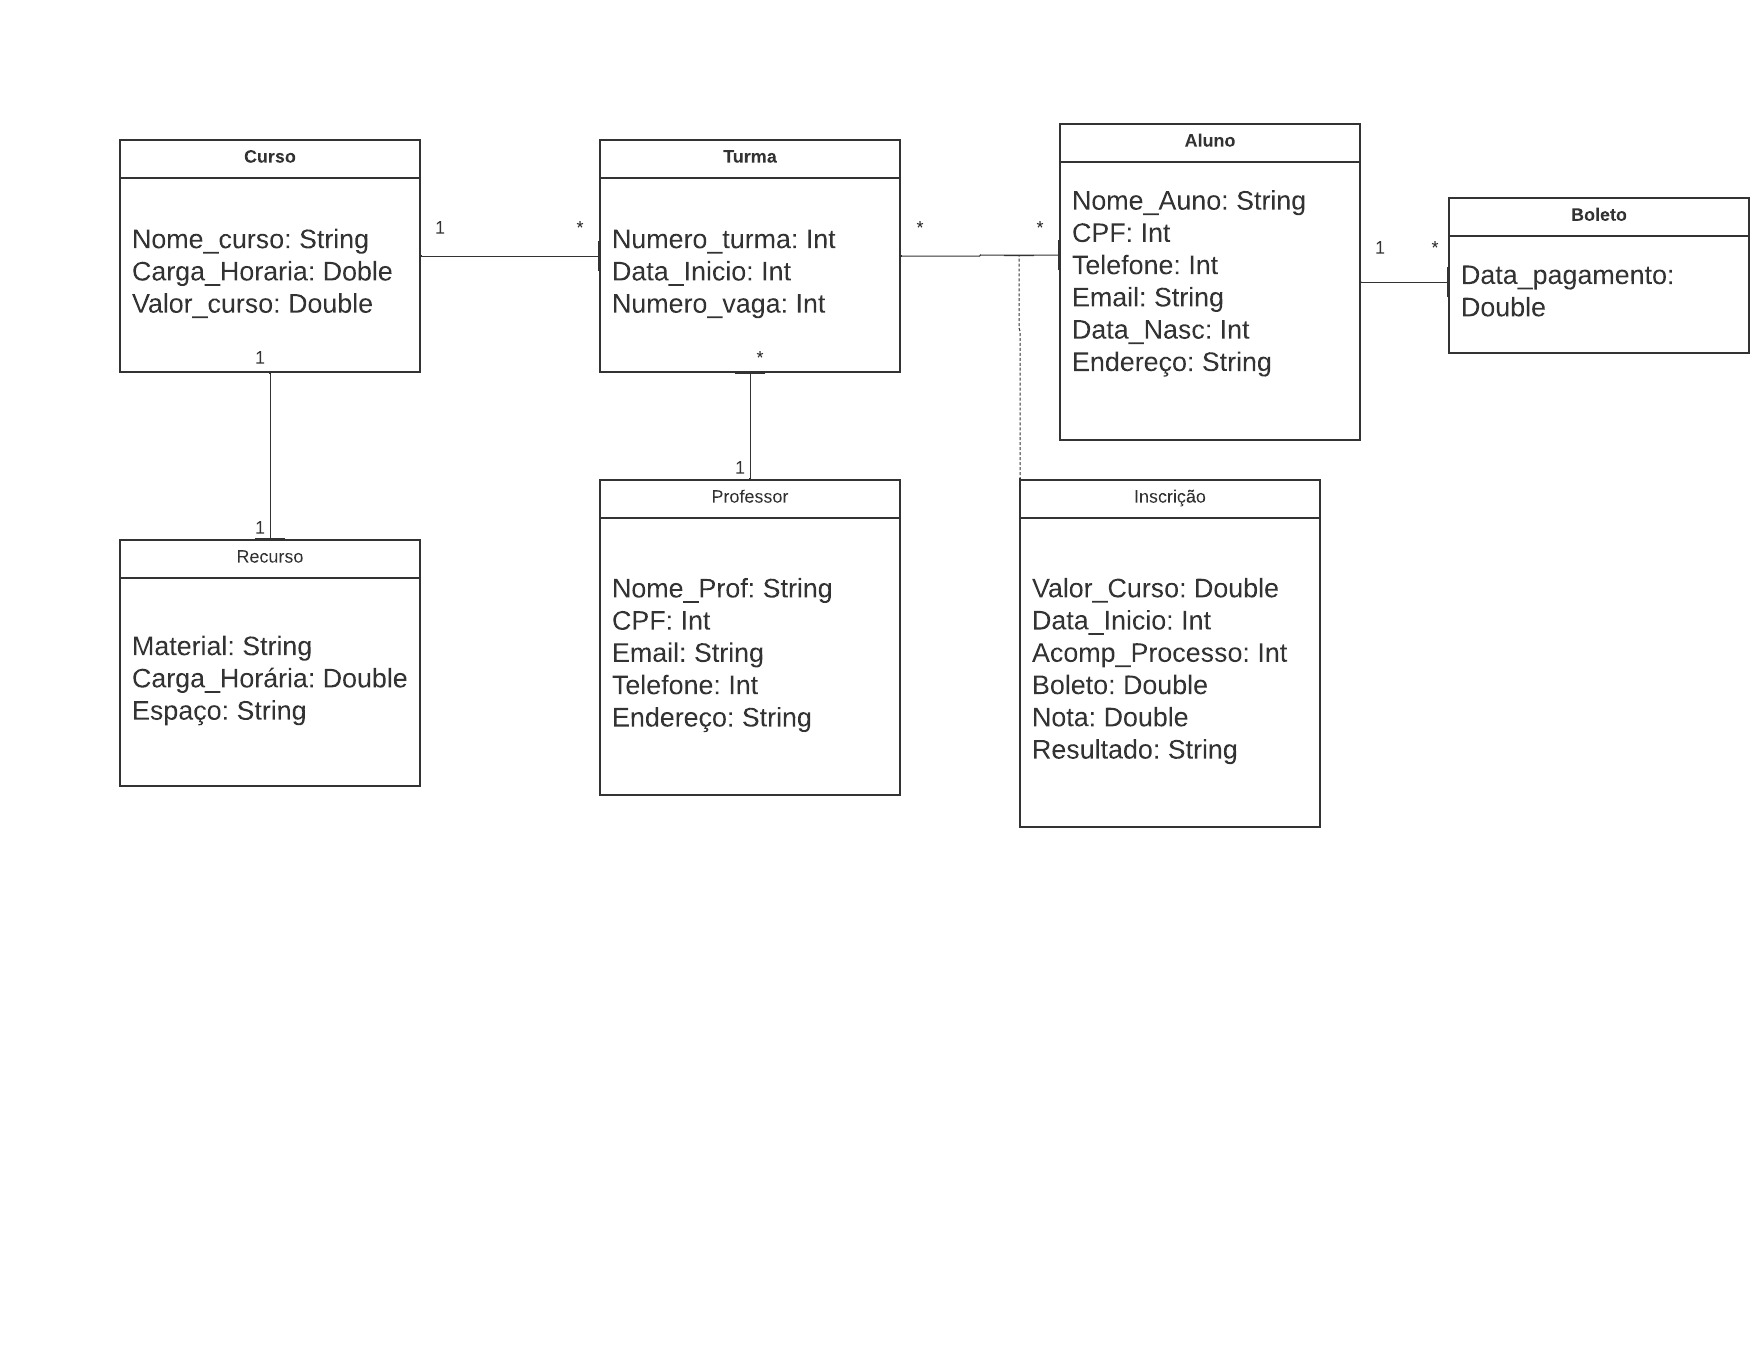 Curso
Nome_curso: String
Carga_Horaria: Doble
Valor_curso: Double
1
1
*
Turma
Numero_turma: Int
Data_Inicio: Int
Numero_vaga: Int
*
*
*
Aluno
Nome_Auno: String
CPF: Int
Telefone: Int
Email: String
Data_Nasc: Int
Endereço: String
1
*
Boleto
Data_pagamento:
Double
1
Recurso
Material: String
Carga_Horária: Double
Espaço: String
1
Professor
Nome_Prof: String
CPF: Int
Email: String
Telefone: Int
Endereço: String
Inscrição
Valor_Curso: Double
Data_Inicio: Int
Acomp_Processo: Int
Boleto: Double
Nota: Double
Resultado: String